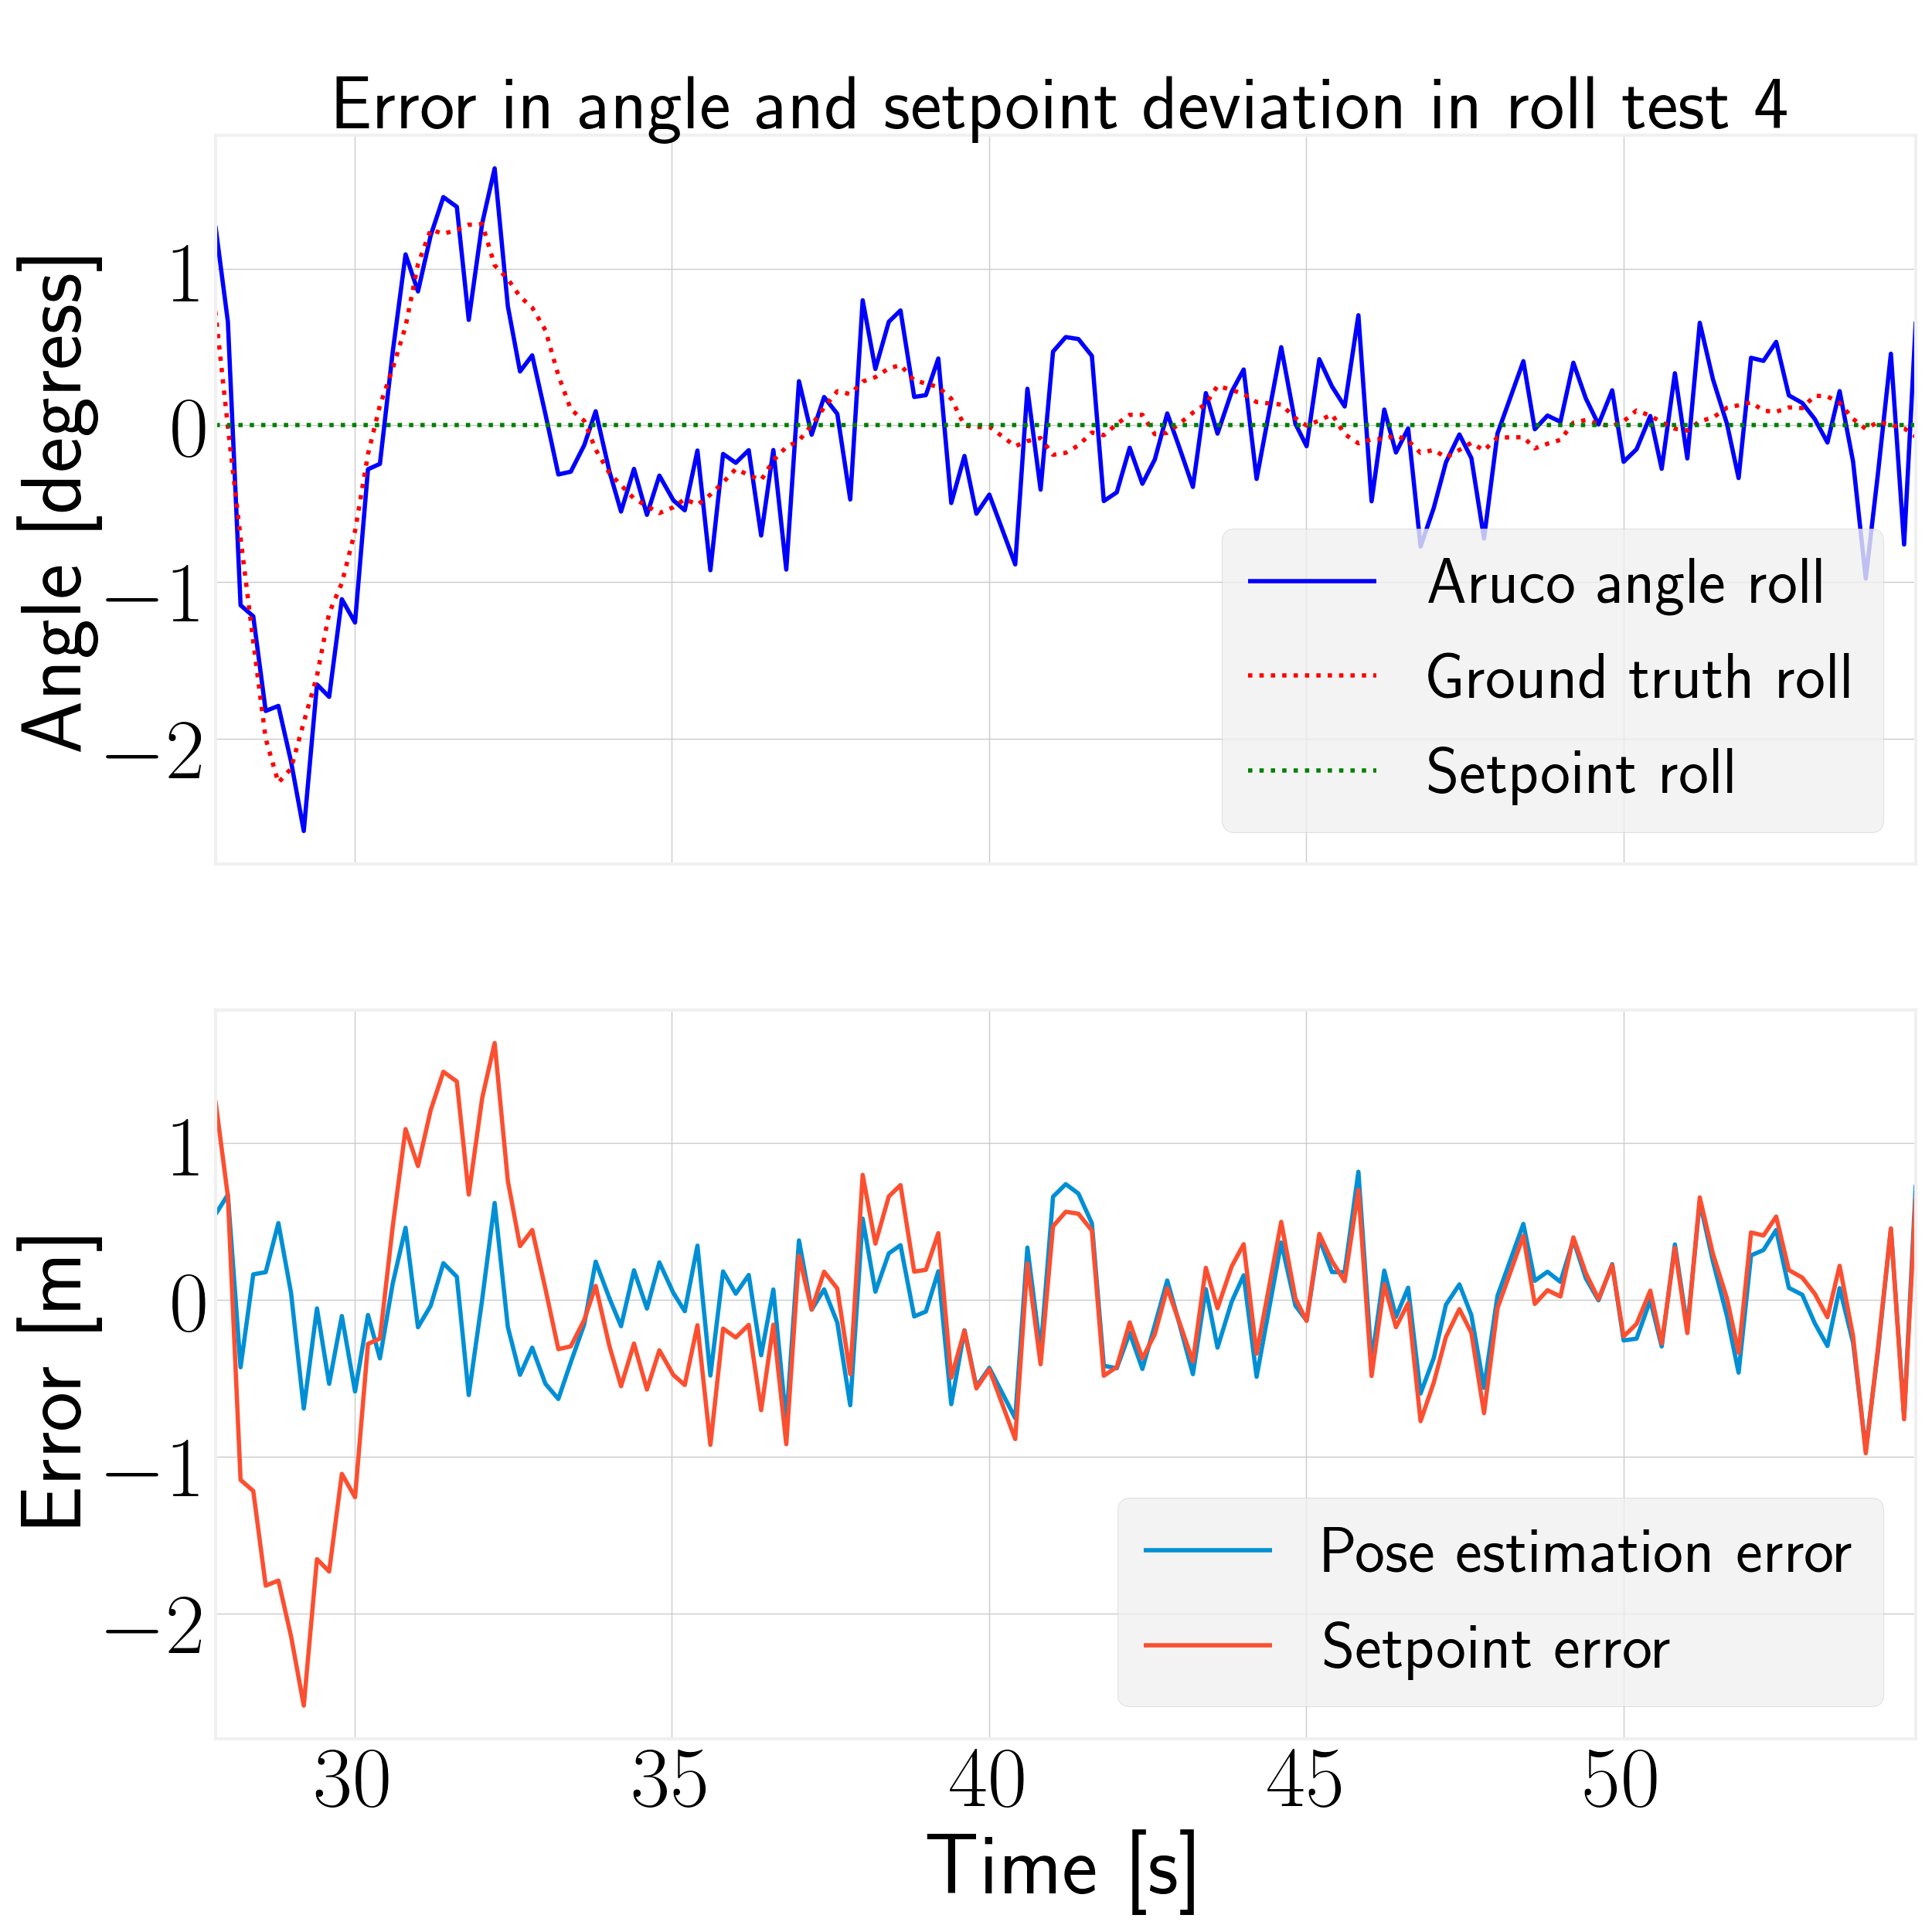 Error in angle and setpoint deviation in roll test 4
Angle [degress]
1
0
−1
−2
Aruco angle roll
Ground truth roll
Setpoint roll
Error [m]
1
0
−1
−2
Pose estimation error
Setpoint error
30 35 40 45 50
Time [s]